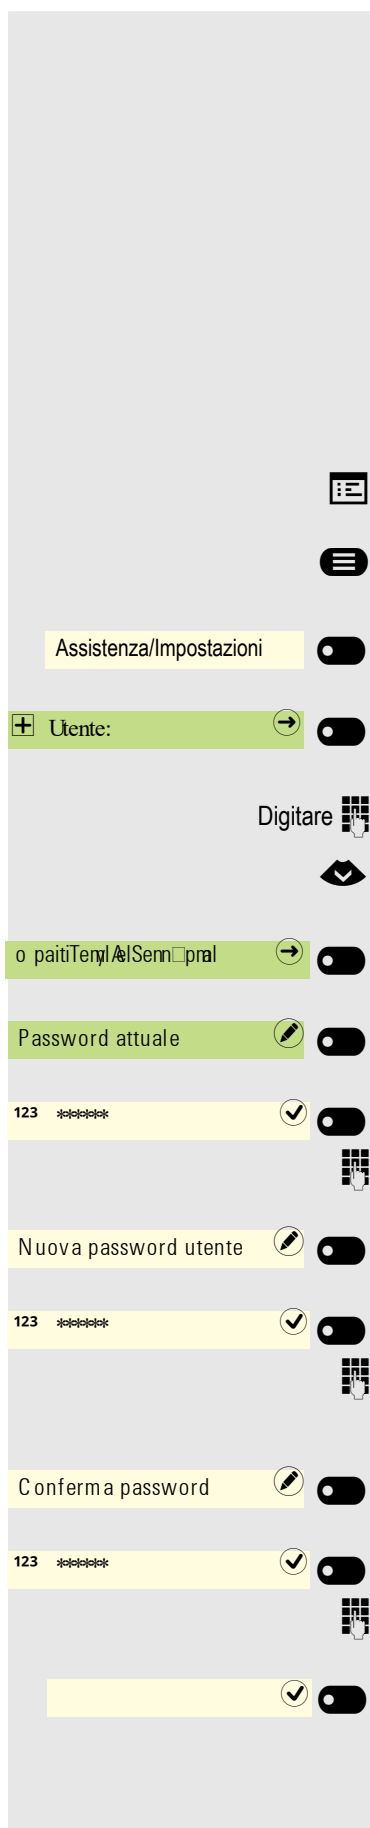 Assistenza/Impostazioni
Utente:
Digitare
Password attuale
123 ******
Nuova password utente
123 ******
Conferma password
123 ******